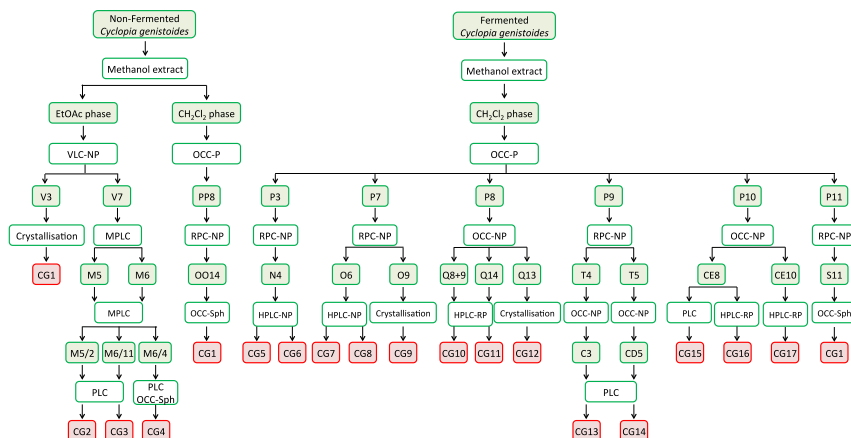 Non-Fermented
Cyclopia genistoides
Fermented
Cyclopia genistoides
Methanol extract
Methanol extract
EtOAc phase
CH₂Cl₂ phase
CH₂Cl₂ phase
VLC-NP
OCC-P
OCC-P
V3
V7
PP8
P3
P7
P8
P9
P10
P11
Crystallisation
MPLC
RPC-NP
RPC-NP
RPC-NP
OCC-NP
RPC-NP
OCC-NP
RPC-NP
CG1
M5
M6
OO14
N4
O6
O9
Q8+9
Q14
Q13
T4
T5
CE8
CE10
S11
MPLC
OCC-Sph
HPLC-NP
HPLC-NP
Crystallisation
HPLC-RP
Crystallisation
OCC-NP
OCC-NP
PLC
HPLC-RP
HPLC-RP
OCC-Sph
M5/2
M6/11
M6/4
CG1
CG5
CG6
CG7
CG8
CG9
CG10
CG11
CG12
C3
CD5
CG15
CG16
CG17
CG1
PLC
PLC
OCC-Sph
PLC
CG2
CG3
CG4
CG13
CG14